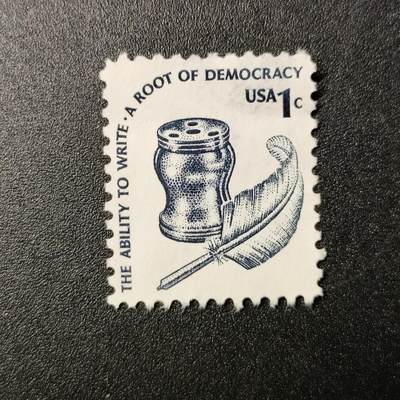 THE ABILITY TO WRITE · A ROOT OF DEMOCRACY
USA 1c